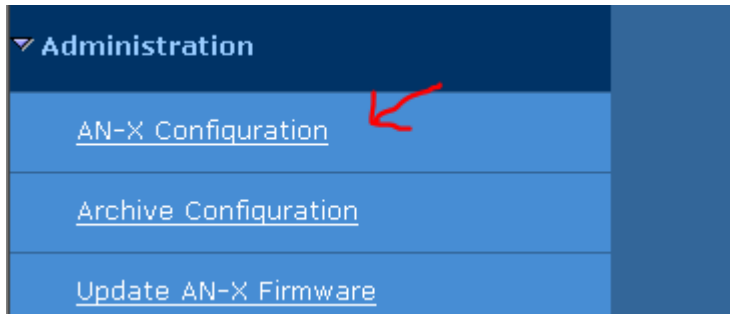 Administration
AN-X Configuration
Archive Configuration
Update AN-X Firmware